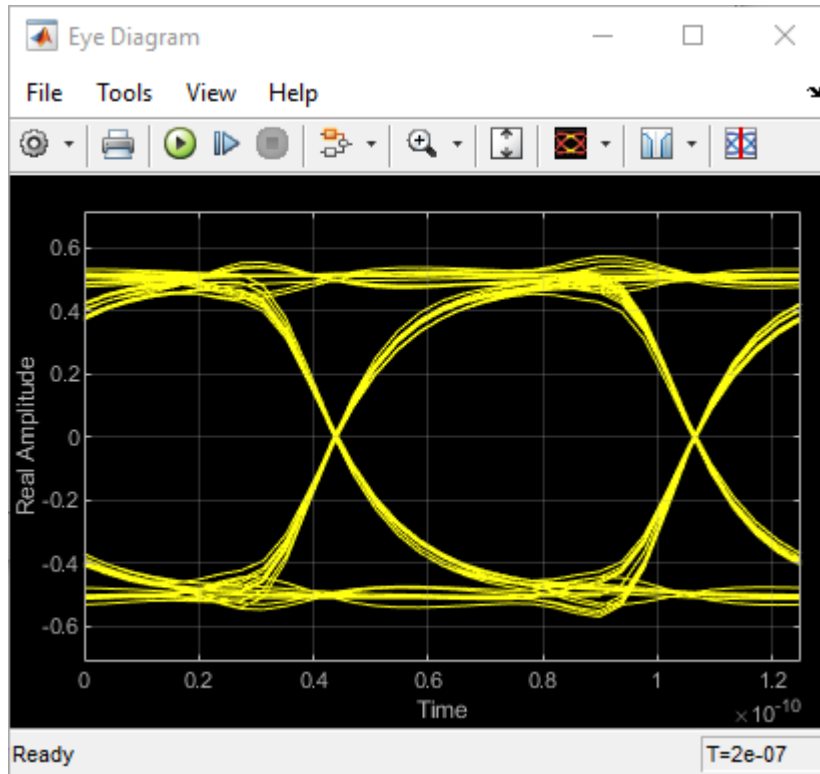 Eye Diagram
File Tools View Help
0.6
0.4
0.2
0
-0.2
-0.4
-0.6
Real Amplitude
0 0.2 0.4 0.6 0.8 1 1.2
Time
×10⁻¹⁰
Ready T=2e-07